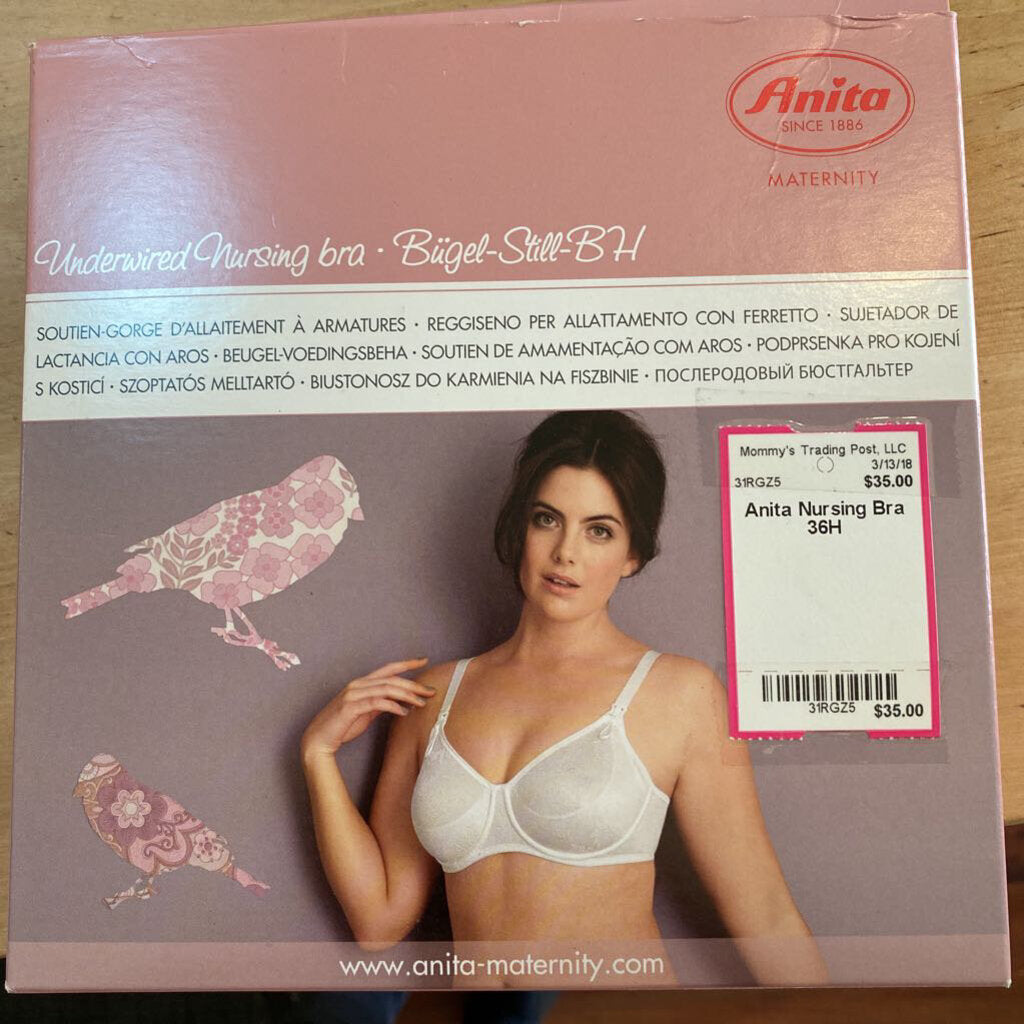 Anita
SINCE 1886
MATERNITY
Underwired Nursing bra · Bügel-Still-BH
SOUTIEN-GORGE D'ALLAITEMENT À ARMATURES · REGGISENO PER ALLATTAMENTO CON FERRETTO · SUJETADOR DE
LACTANCIA CON AROS · BEUGEL-VOEDINGSBEHA · SOUTIEN DE AMAMENTAÇÃO COM AROS · PODPRSENKA PRO KOJENÍ
S KOSTICÍ · SZOPTATÓS MELLTARTÓ · BIUSTONOSZ DO KARMIENIA NA FISZBINIE · ПОСЛЕРОДОВЫЙ БЮСТГАЛЬТЕР
Mommy's Trading Post, LLC
3/13/18
31RGZ5 $35.00
Anita Nursing Bra
36H
31RGZ5 $35.00
www.anita-maternity.com